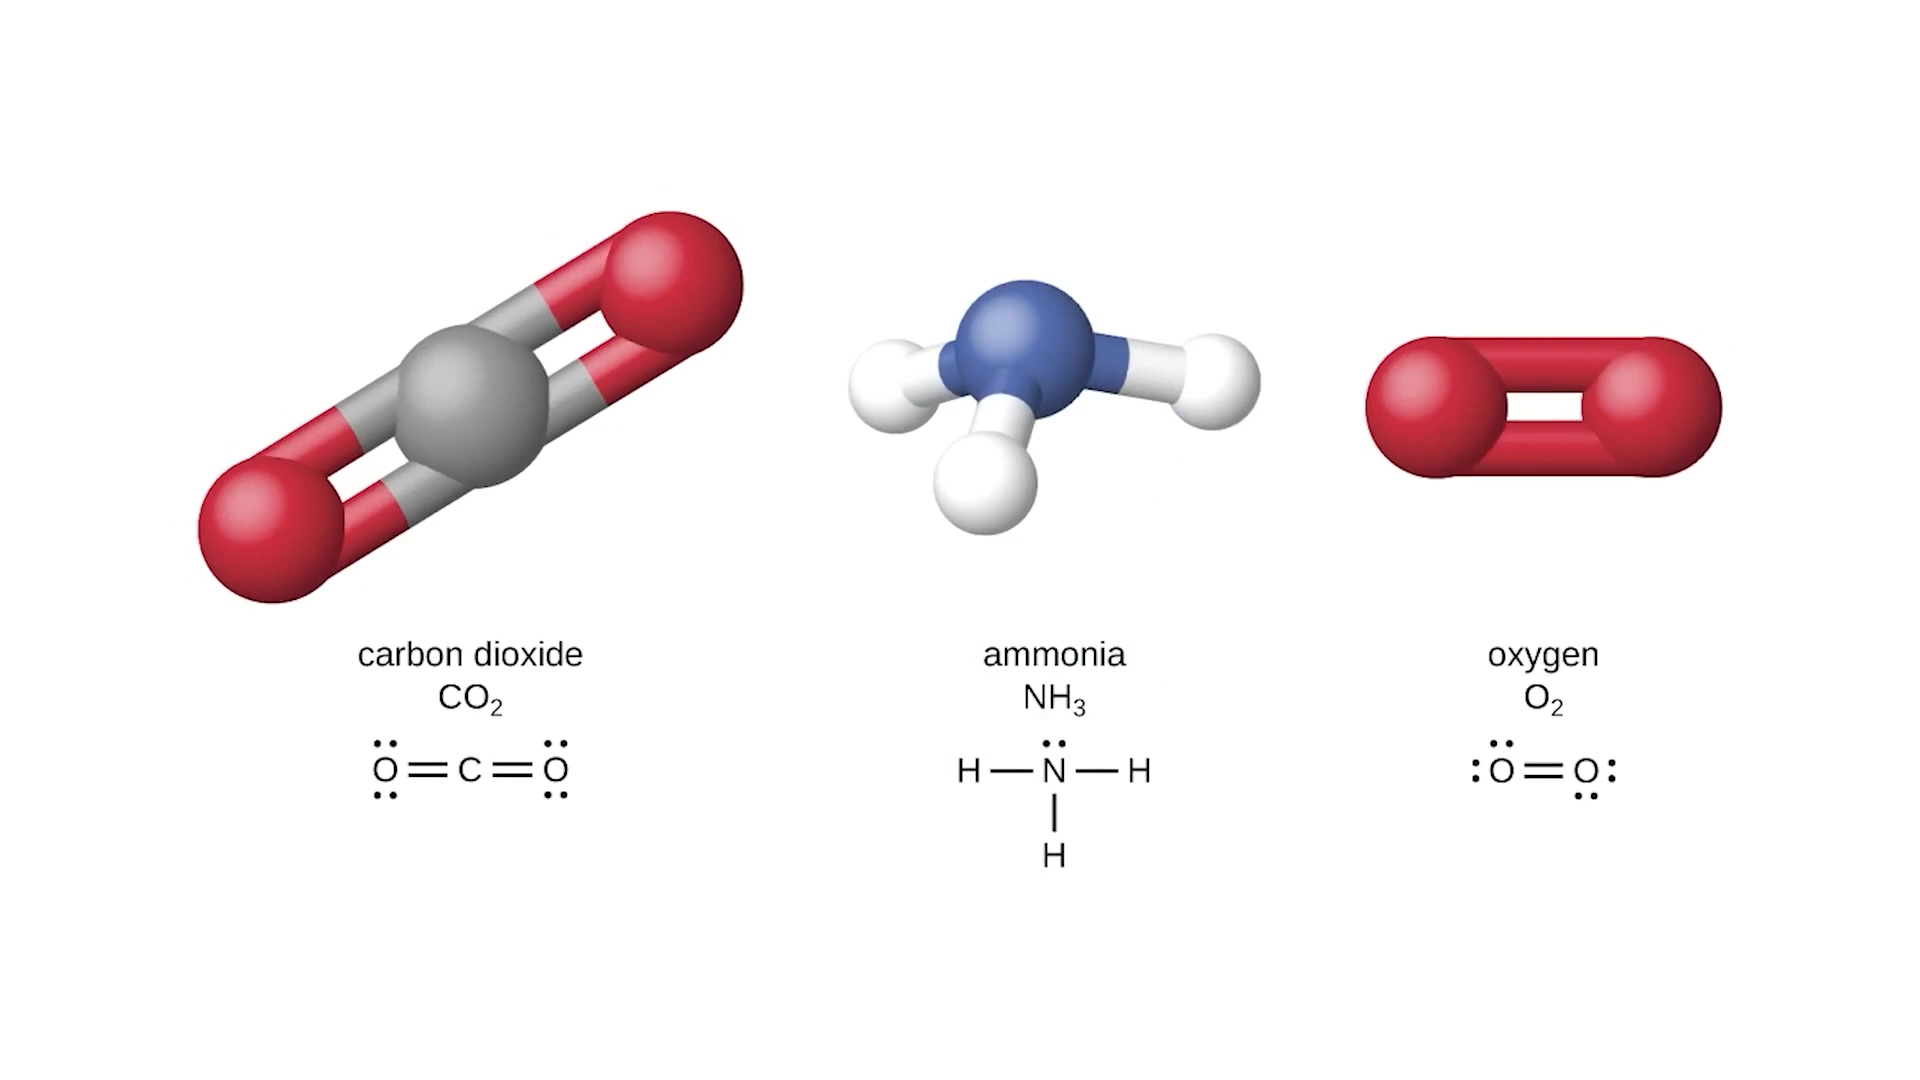 carbon dioxide
CO₂
O=C=O
ammonia
NH₃
H—N—H
H
oxygen
O₂
:O=O: